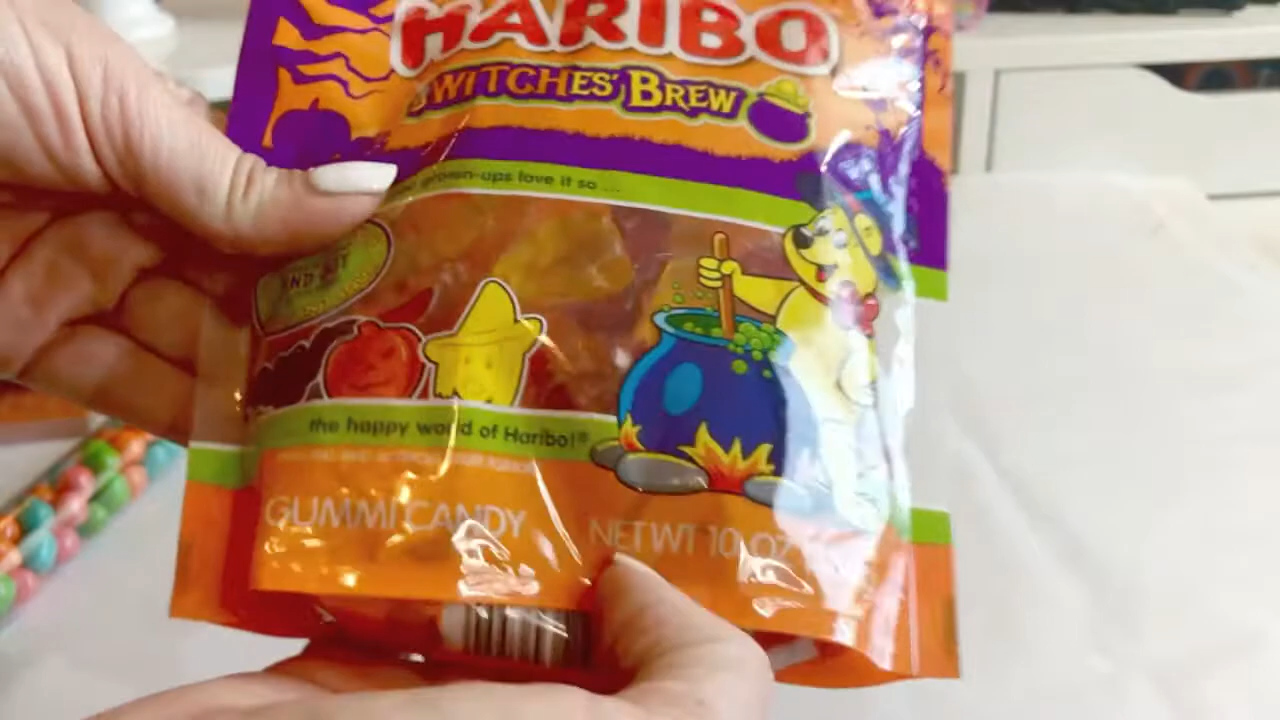 HARIBO
WITCHES' BREW
grown-ups love it so ...
the happy world of Haribo!®
GUMMI CANDY
NET WT 10 OZ